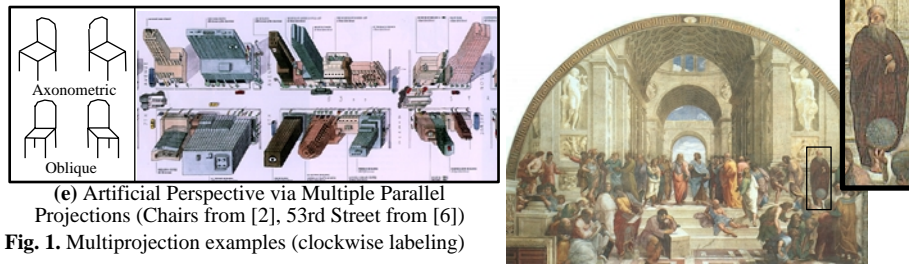 Axonometric
Oblique
(e) Artificial Perspective via Multiple Parallel
Projections (Chairs from [2], 53rd Street from [6])
Fig. 1. Multiprojection examples (clockwise labeling)